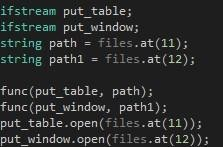 ifstream put_table;
ifstream put_window;
string path = files.at(11);
string path1 = files.at(12);
func(put_table, path);
func(put_window, path1);
put_table.open(files.at(11));
put_window.open(files.at(12));